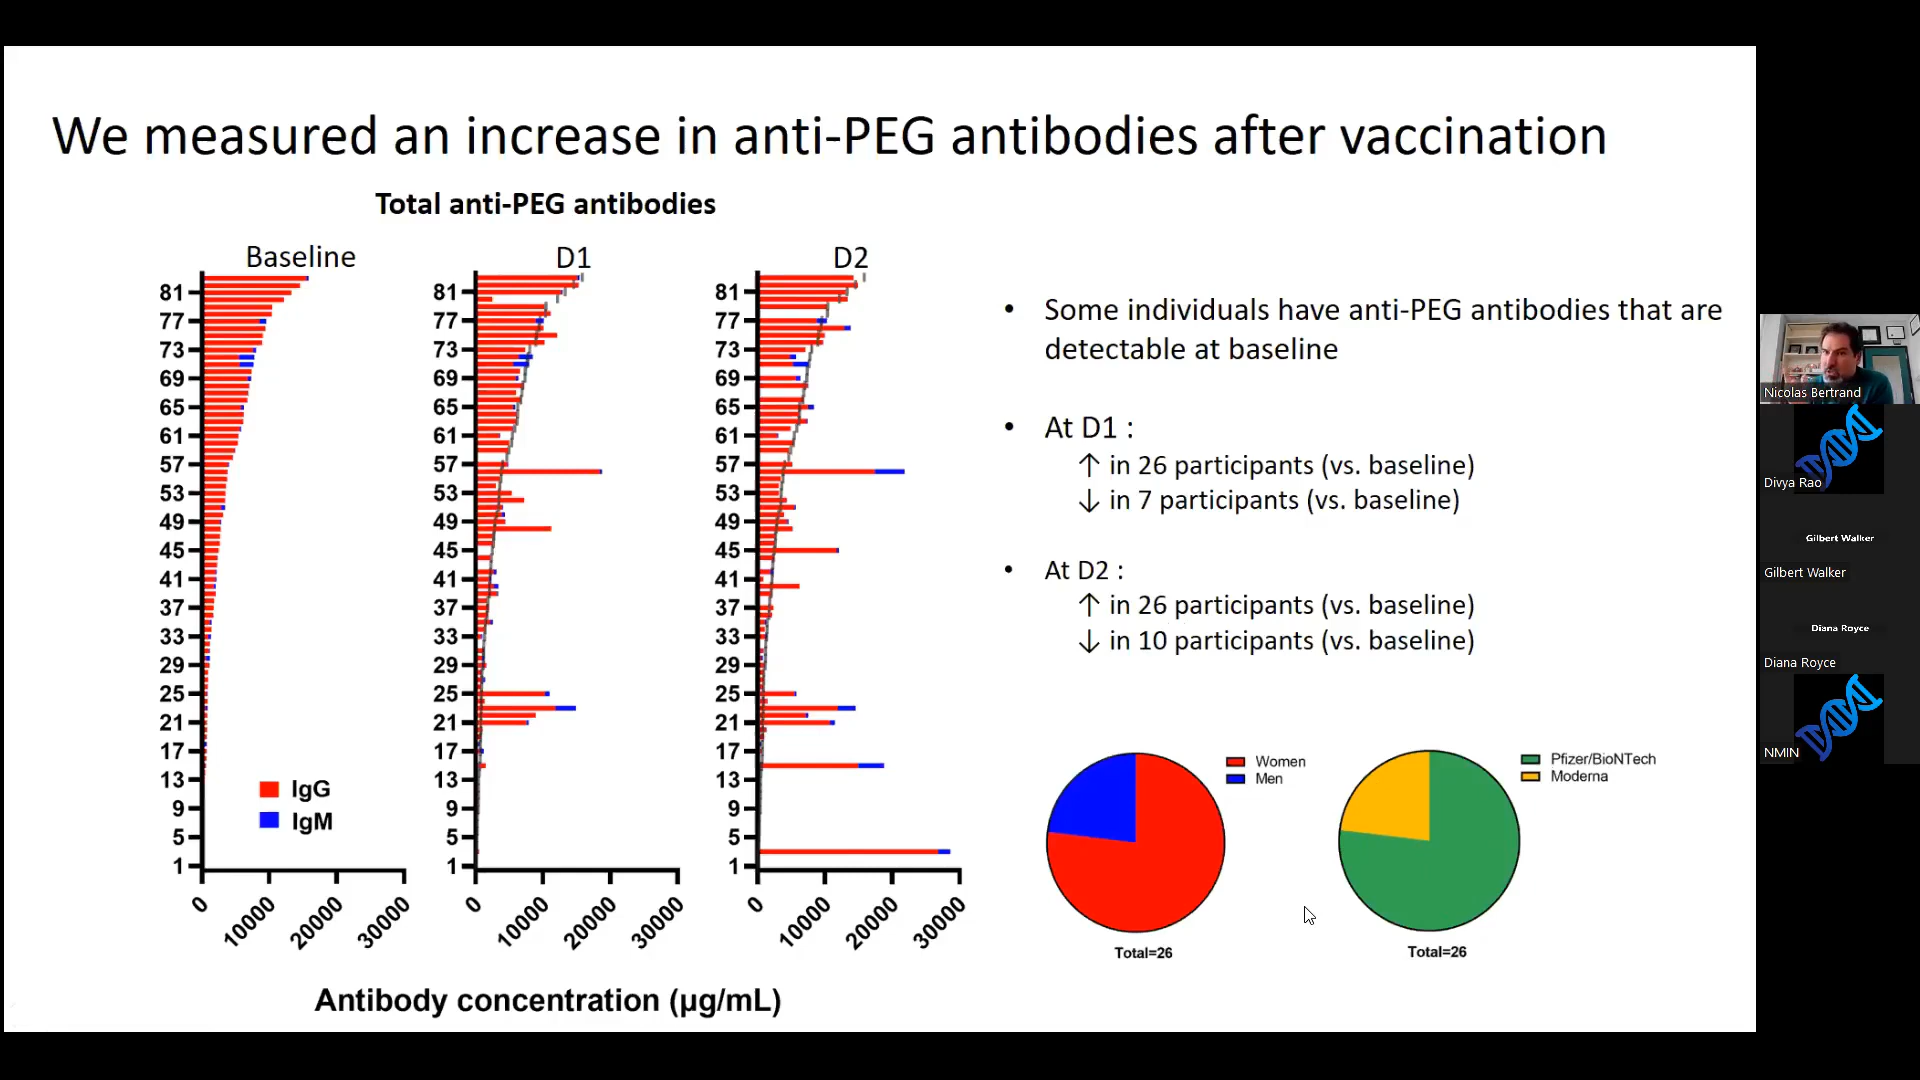 We measured an increase in anti-PEG antibodies after vaccination
Total anti-PEG antibodies
Baseline
81
77
73
69
65
61
57
53
49
45
41
37
33
29
25
21
17
13
9
5
1
0
10000
20000
30000
IgG
IgM
D1
81
77
73
69
65
61
57
53
49
45
41
37
33
29
25
21
17
13
9
5
1
0
10000
20000
30000
D2
81
77
73
69
65
61
57
53
49
45
41
37
33
29
25
21
17
13
9
5
1
0
10000
20000
30000
Antibody concentration (µg/mL)
• Some individuals have anti-PEG antibodies that are
detectable at baseline
• At D1 :
↑ in 26 participants (vs. baseline)
↓ in 7 participants (vs. baseline)
• At D2 :
↑ in 26 participants (vs. baseline)
↓ in 10 participants (vs. baseline)
Women
Men
Total=26
Pfizer/BioNTech
Moderna
Total=26
Nicolas Bertrand
Divya Rao
Gilbert Walker
Gilbert Walker
Diana Royce
Diana Royce
NMIN